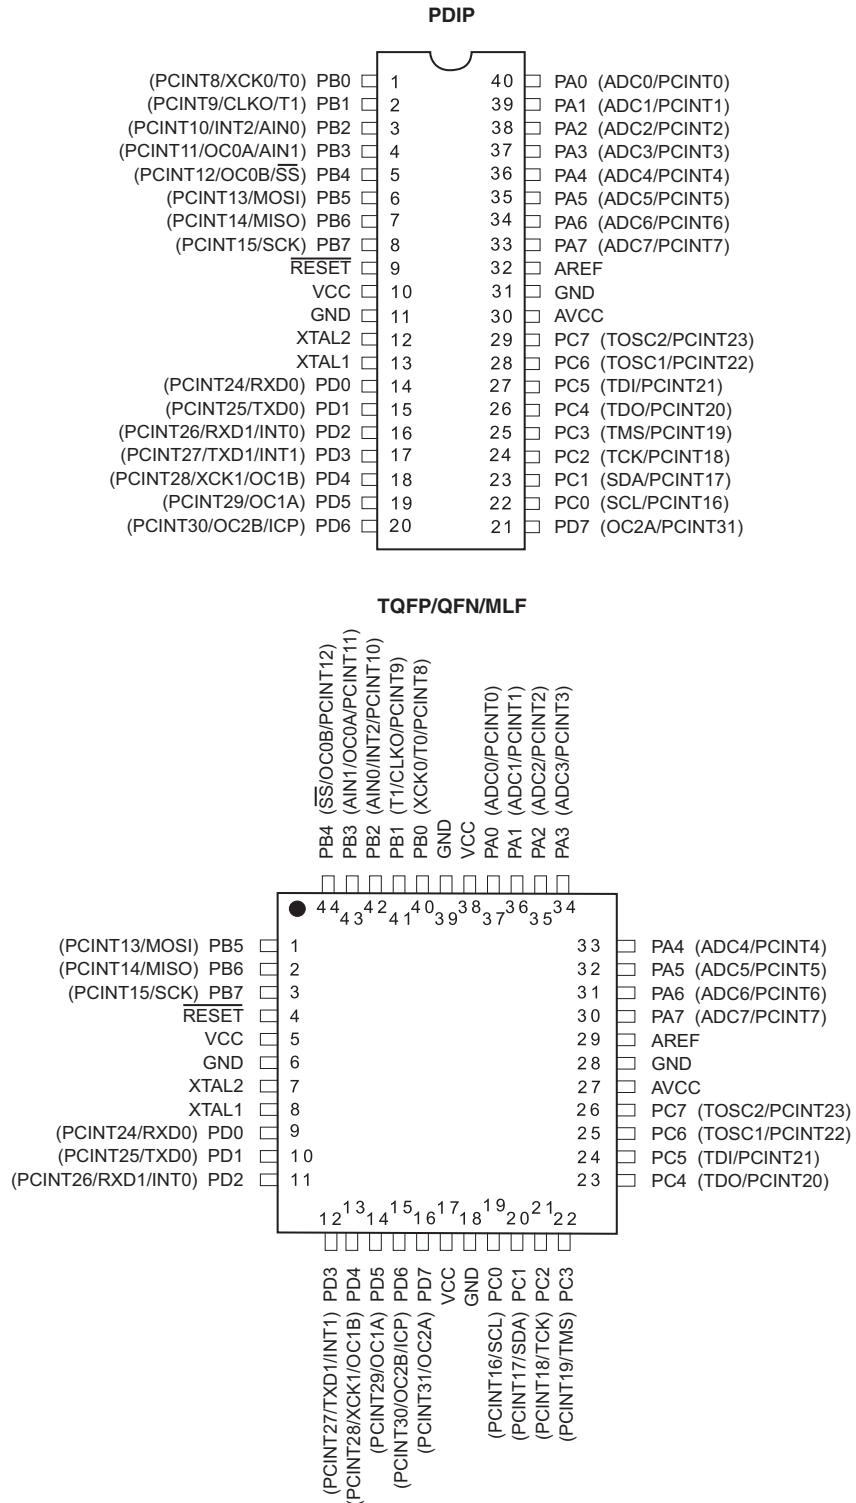 PDIP
(PCINT8/XCK0/T0) PB0 1 40 PA0 (ADC0/PCINT0)
(PCINT9/CLKO/T1) PB1 2 39 PA1 (ADC1/PCINT1)
(PCINT10/INT2/AIN0) PB2 3 38 PA2 (ADC2/PCINT2)
(PCINT11/OC0A/AIN1) PB3 4 37 PA3 (ADC3/PCINT3)
(PCINT12/OC0B/SS) PB4 5 36 PA4 (ADC4/PCINT4)
(PCINT13/MOSI) PB5 6 35 PA5 (ADC5/PCINT5)
(PCINT14/MISO) PB6 7 34 PA6 (ADC6/PCINT6)
(PCINT15/SCK) PB7 8 33 PA7 (ADC7/PCINT7)
RESET 9 32 AREF
VCC 10 31 GND
GND 11 30 AVCC
XTAL2 12 29 PC7 (TOSC2/PCINT23)
XTAL1 13 28 PC6 (TOSC1/PCINT22)
(PCINT24/RXD0) PD0 14 27 PC5 (TDI/PCINT21)
(PCINT25/TXD0) PD1 15 26 PC4 (TDO/PCINT20)
(PCINT26/RXD1/INT0) PD2 16 25 PC3 (TMS/PCINT19)
(PCINT27/TXD1/INT1) PD3 17 24 PC2 (TCK/PCINT18)
(PCINT28/XCK1/OC1B) PD4 18 23 PC1 (SDA/PCINT17)
(PCINT29/OC1A) PD5 19 22 PC0 (SCL/PCINT16)
(PCINT30/OC2B/ICP) PD6 20 21 PD7 (OC2A/PCINT31)
TQFP/QFN/MLF
PB4 (SS/OC0B/PCINT12)
PB3 (AIN1/OC0A/PCINT11)
PB2 (AIN0/INT2/PCINT10)
PB1 (T1/CLKO/PCINT9)
PB0 (XCK0/T0/PCINT8)
GND
VCC
PA0 (ADC0/PCINT0)
PA1 (ADC1/PCINT1)
PA2 (ADC2/PCINT2)
PA3 (ADC3/PCINT3)
44 43 42 41 40 39 38 37 36 35 34
(PCINT13/MOSI) PB5 1 33 PA4 (ADC4/PCINT4)
(PCINT14/MISO) PB6 2 32 PA5 (ADC5/PCINT5)
(PCINT15/SCK) PB7 3 31 PA6 (ADC6/PCINT6)
RESET 4 30 PA7 (ADC7/PCINT7)
VCC 5 29 AREF
GND 6 28 GND
XTAL2 7 27 AVCC
XTAL1 8 26 PC7 (TOSC2/PCINT23)
(PCINT24/RXD0) PD0 9 25 PC6 (TOSC1/PCINT22)
(PCINT25/TXD0) PD1 10 24 PC5 (TDI/PCINT21)
(PCINT26/RXD1/INT0) PD2 11 23 PC4 (TDO/PCINT20)
12 13 14 15 16 17 18 19 20 21 22
(PCINT27/TXD1/INT1) PD3
(PCINT28/XCK1/OC1B) PD4
(PCINT29/OC1A) PD5
(PCINT30/OC2B/ICP) PD6
(PCINT31/OC2A) PD7
VCC
GND
(PCINT16/SCL) PC0
(PCINT17/SDA) PC1
(PCINT18/TCK) PC2
(PCINT19/TMS) PC3